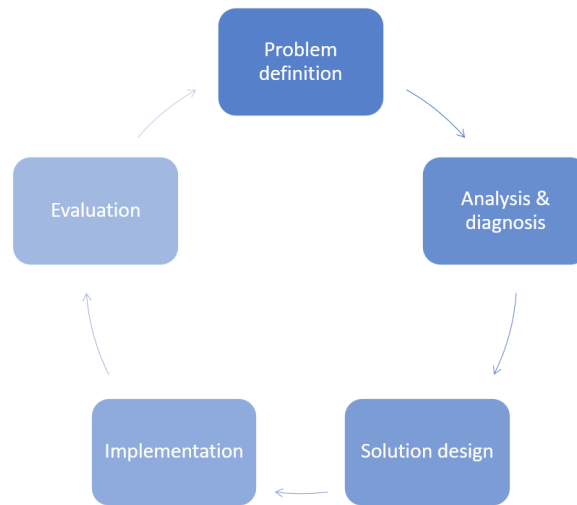 Problem
definition
Analysis &
diagnosis
Solution design
Implementation
Evaluation